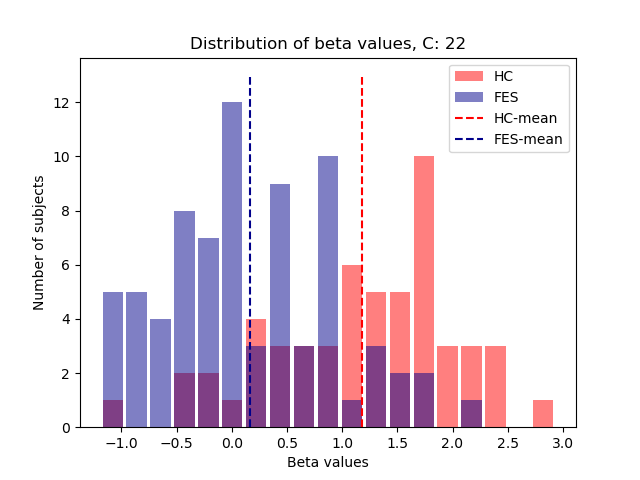 Distribution of beta values, C: 22
HC
FES
HC-mean
FES-mean
Number of subjects
12
10
8
6
4
2
0
−1.0 −0.5 0.0 0.5 1.0 1.5 2.0 2.5 3.0
Beta values